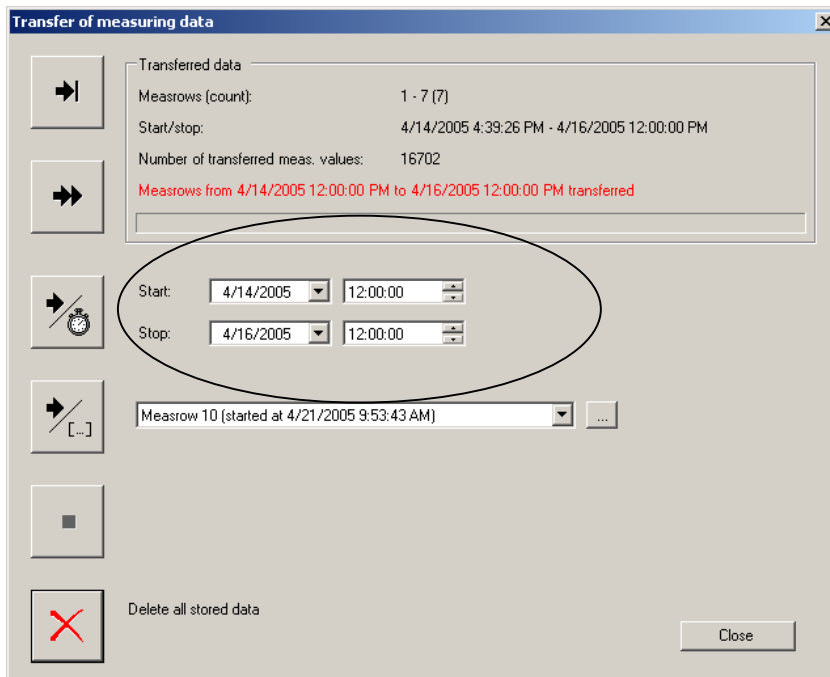 Transfer of measuring data
Transferred data
Measrows (count): 1 - 7 (7)
Start/stop: 4/14/2005 4:39:26 PM - 4/16/2005 12:00:00 PM
Number of transferred meas. values: 16702
Measrows from 4/14/2005 12:00:00 PM to 4/16/2005 12:00:00 PM transferred
Start: 4/14/2005 12:00:00
Stop: 4/16/2005 12:00:00
Measrow 10 (started at 4/21/2005 9:53:43 AM) ...
[...]
Delete all stored data
Close